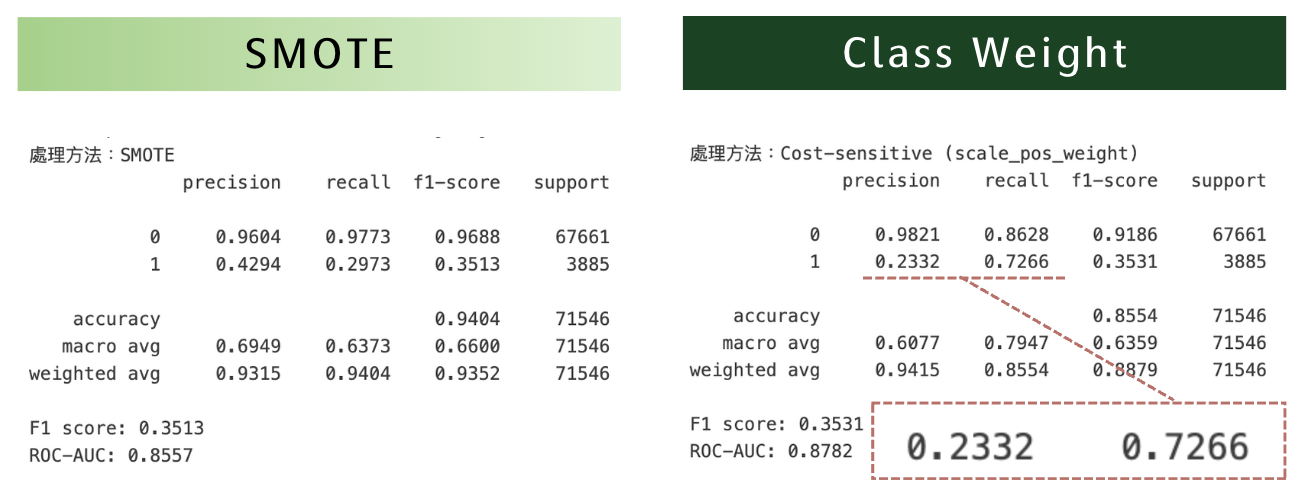 SMOTE
處理方法：SMOTE
precision recall f1-score support
0 0.9604 0.9773 0.9688 67661
1 0.4294 0.2973 0.3513 3885
accuracy 0.9404 71546
macro avg 0.6949 0.6373 0.6600 71546
weighted avg 0.9315 0.9404 0.9352 71546
F1 score: 0.3513
ROC-AUC: 0.8557
Class Weight
處理方法：Cost-sensitive (scale_pos_weight)
precision recall f1-score support
0 0.9821 0.8628 0.9186 67661
1 0.2332 0.7266 0.3531 3885
accuracy 0.8554 71546
macro avg 0.6077 0.7947 0.6359 71546
weighted avg 0.9415 0.8554 0.8879 71546
F1 score: 0.3531
ROC-AUC: 0.8782
0.2332 0.7266